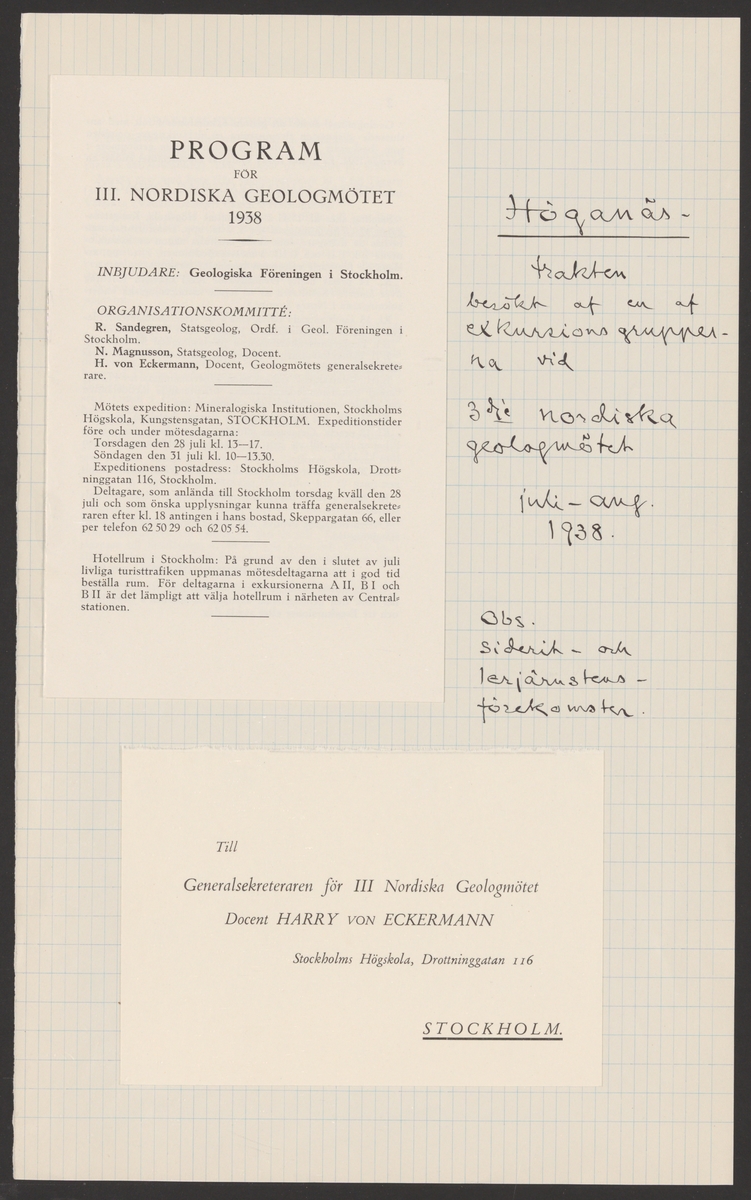 PROGRAM
FÖR
III. NORDISKA GEOLOGMÖTET
1938
INBJUDARE: Geologiska Föreningen i Stockholm.
ORGANISATIONSKOMMITTÉ:
R. Sandegren, Statsgeolog, Ordf. i Geol. Föreningen i
Stockholm.
N. Magnusson, Statsgeolog, Docent.
H. von Eckermann, Docent, Geologmötets generalsekrete-
rare.
Mötets expedition: Mineralogiska Institutionen, Stockholms
Högskola, Kungstensgatan, STOCKHOLM. Expeditionstider
före och under mötesdagarna:
Torsdagen den 28 juli kl. 13—17.
Söndagen den 31 juli kl. 10—13.30.
Expeditionens postadress: Stockholms Högskola, Drott-
ninggatan 116, Stockholm.
Deltagare, som anlända till Stockholm torsdag kväll den 28
juli och som önska upplysningar kunna träffa generalsekrete-
raren efter kl. 18 antingen i hans bostad, Skeppargatan 66, eller
per telefon 62 50 29 och 62 05 54.
Hotellrum i Stockholm: På grund av den i slutet av juli
livliga turisttrafiken uppmanas mötesdeltagarna att i god tid
beställa rum. För deltagarna i exkursionerna A II, B I och
B II är det lämpligt att välja hotellrum i närheten av Central-
stationen.
Höganäs-
trakten
besökt af en af
exkursionsgrupper-
na vid
3die nordiska
geologmötet
juli-aug.
1938.
Obs.
Siderit- och
lerjärnstens-
förekomster.
Till
Generalsekreteraren för III Nordiska Geologmötet
Docent HARRY VON ECKERMANN
Stockholms Högskola, Drottninggatan 116
STOCKHOLM.